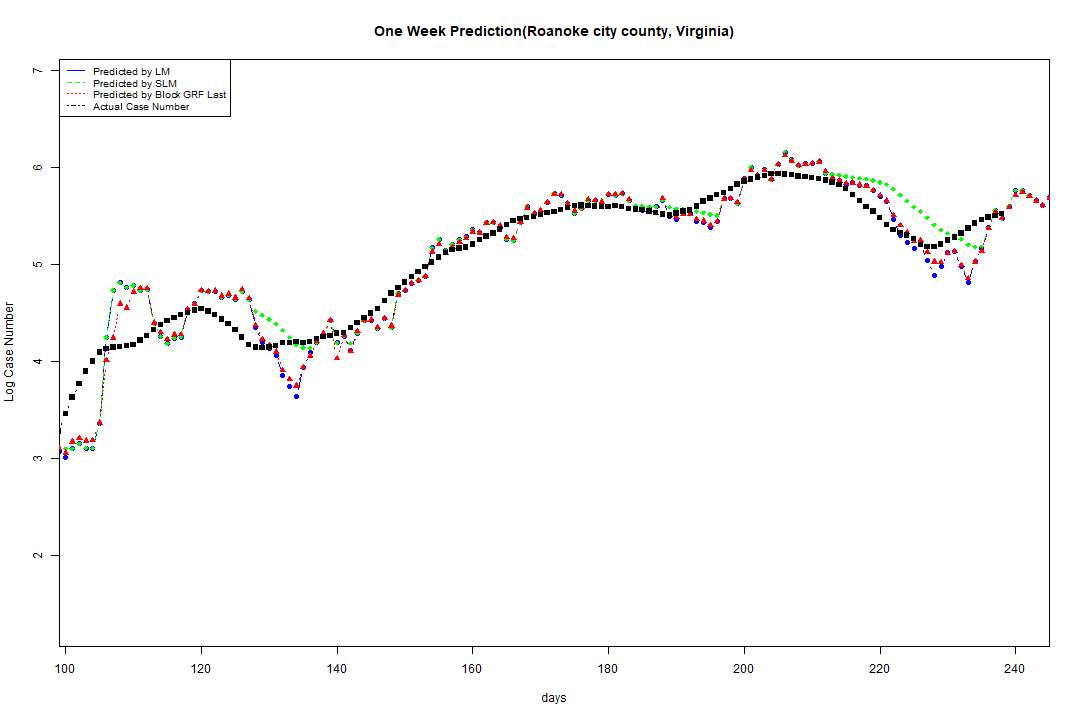 One Week Prediction(Roanoke city county, Virginia)
Predicted by LM
Predicted by SLM
Predicted by Block GRF Last
Actual Case Number
7
6
5
4
3
2
Log Case Number
100 120 140 160 180 200 220 240
days